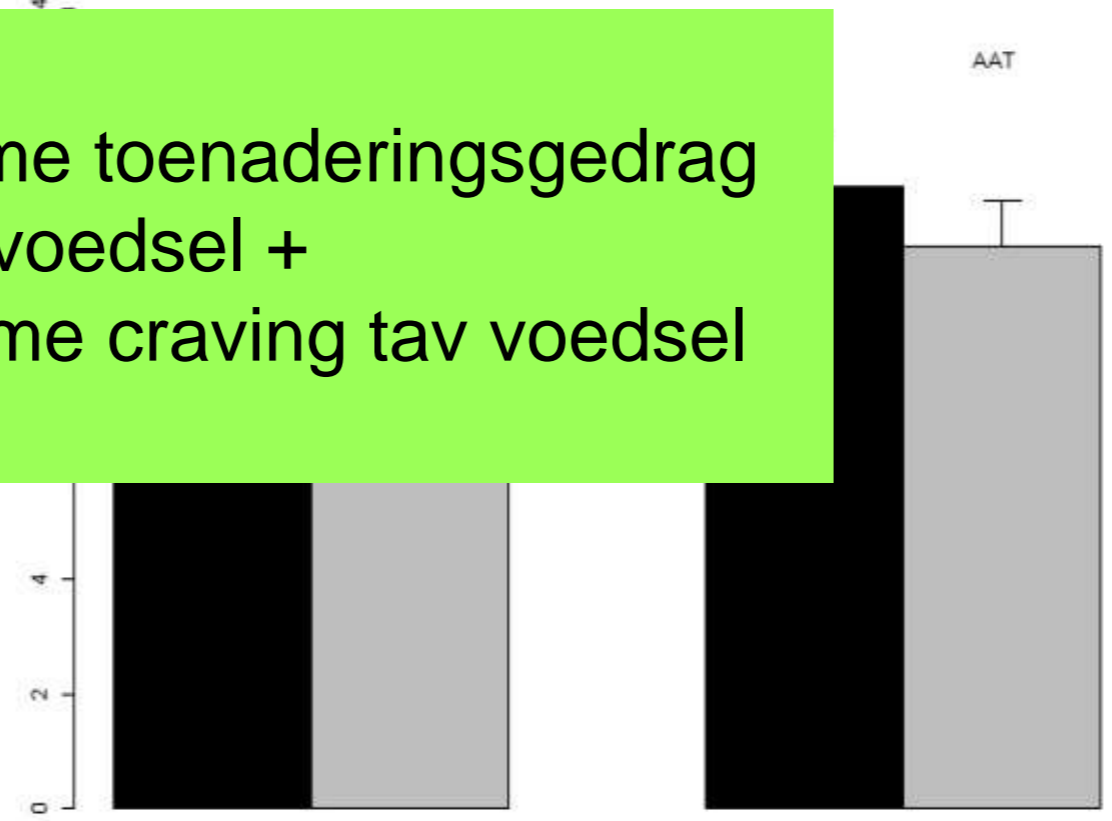 AAT
me toenaderingsgedrag
voedsel +
me craving tav voedsel
4
2
0